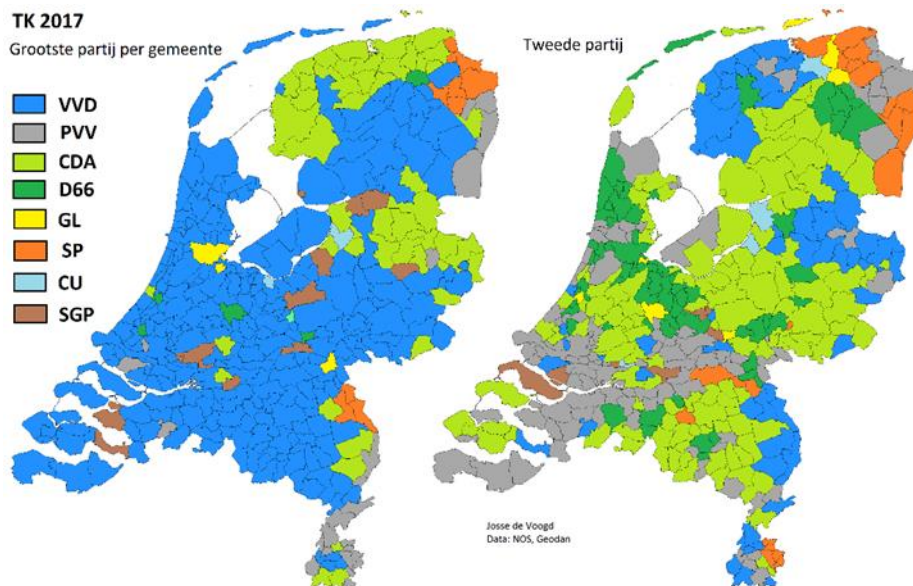 TK 2017
Grootste partij per gemeente
Tweede partij
VVD
PVV
CDA
D66
GL
SP
CU
SGP
Josse de Voogd
Data: NOS, Geodan